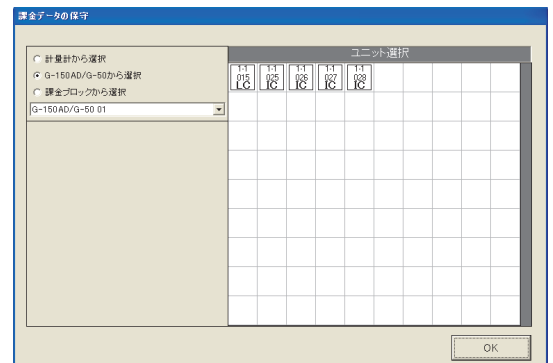 課金データの保守
計量計から選択
G-150AD/G-50から選択
課金ブロックから選択
G-150AD/G-50 01
ユニット選択
1-1 1-1 1-1 1-1 1-1
015 025 026 027 028
LC IC IC IC IC
OK